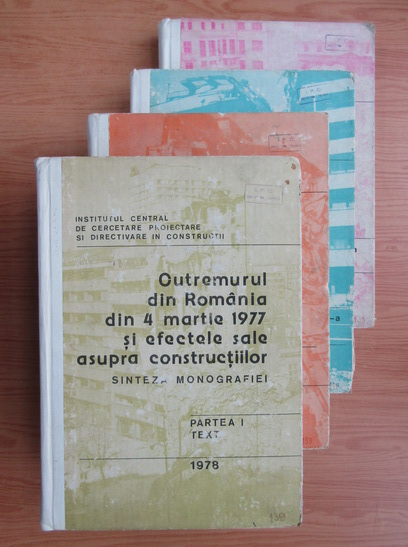 INSTITUTUL CENTRAL
DE CERCETARE PROIECTARE
SI DIRECTIVARE IN CONSTRUCTII
Cutremurul
din România
din 4 martie 1977
și efectele sale
asupra construcțiilor
SINTEZA MONOGRAFIEI
PARTEA I
TEXT
1978
130
-a